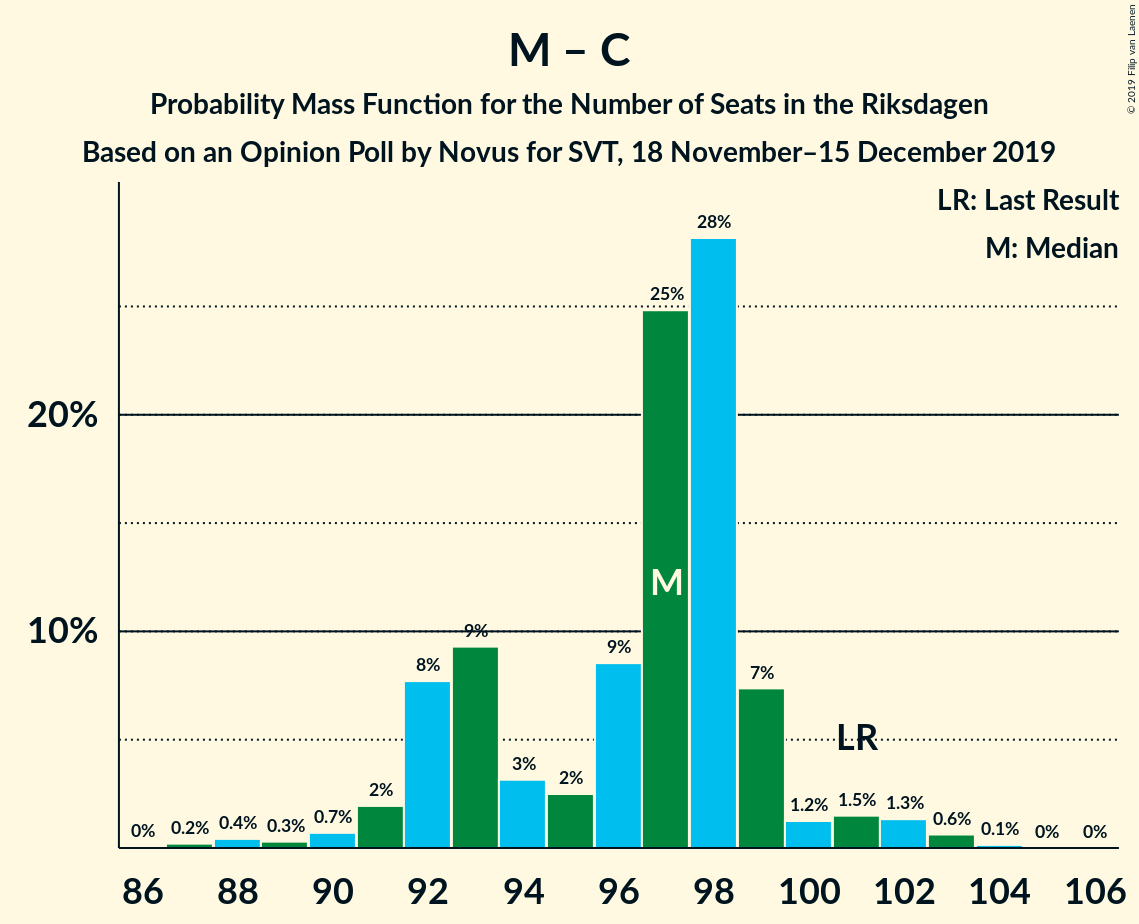 M – C
Probability Mass Function for the Number of Seats in the Riksdagen
Based on an Opinion Poll by Novus for SVT, 18 November–15 December 2019
© 2019 Filip van Laenen
LR: Last Result
M: Median
20%
10%
0%
0.2%
0.4%
0.3%
0.7%
2%
8%
9%
3%
2%
9%
25%
28%
7%
1.2%
1.5%
1.3%
0.6%
0.1%
0%
0%
M
LR
86 88 90 92 94 96 98 100 102 104 106